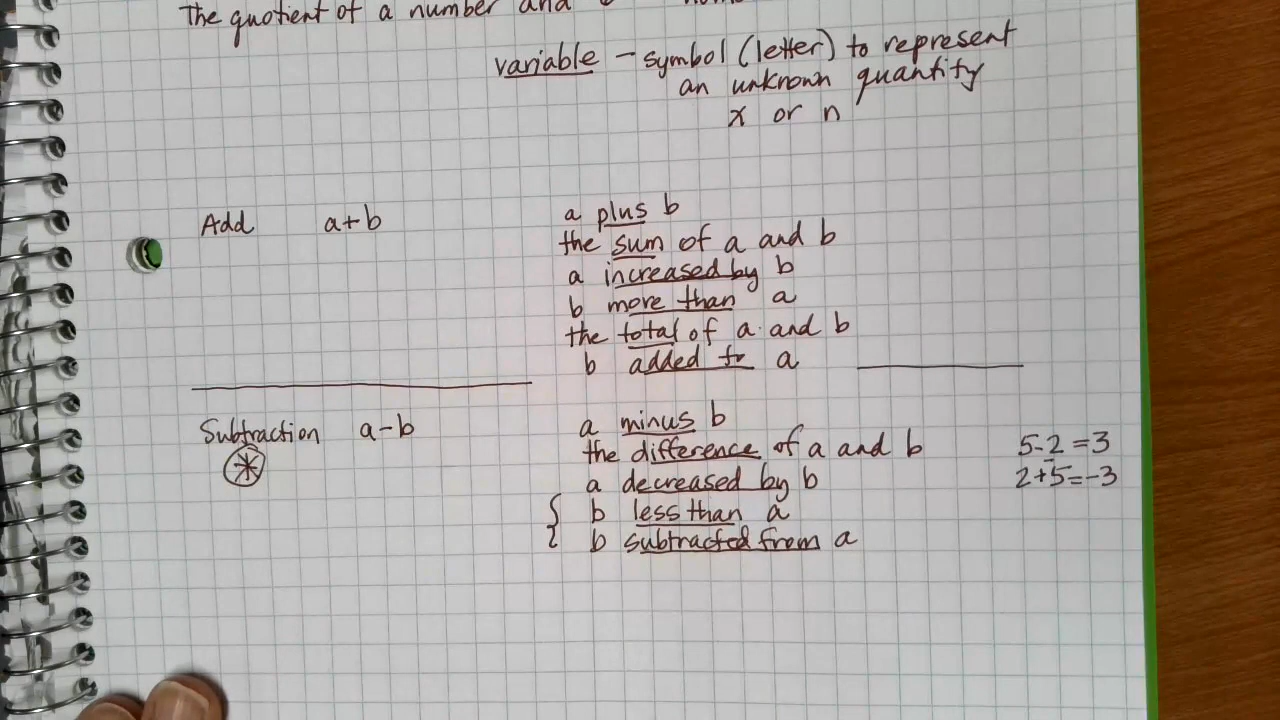 The quotient of a number and
variable - symbol (letter) to represent
an unknown quantity
x or n
Add a+b
a plus b
the sum of a and b
a increased by b
b more than a
the total of a and b
b added to a
Subtraction a-b
a minus b
the difference of a and b
5-2=3
a decreased by b
2+5=-3
b less than a
b subtracted from a